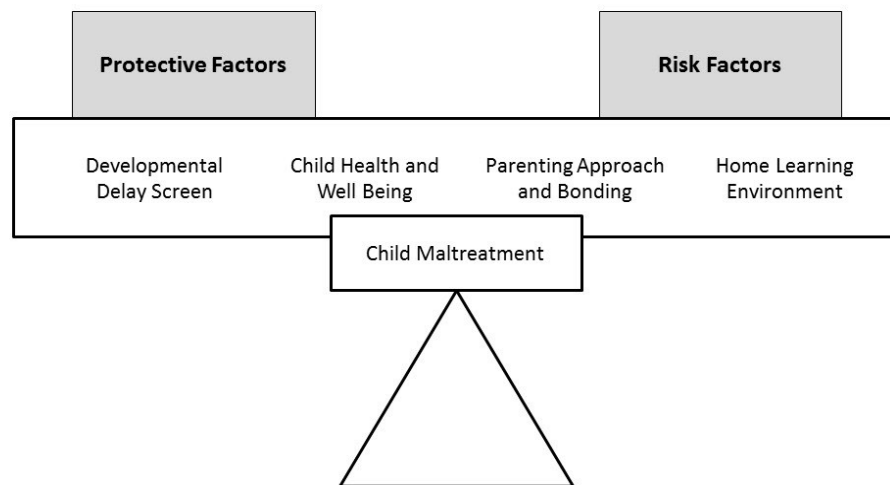 Protective Factors
Risk Factors
Developmental
Delay Screen
Child Health and
Well Being
Parenting Approach
and Bonding
Home Learning
Environment
Child Maltreatment